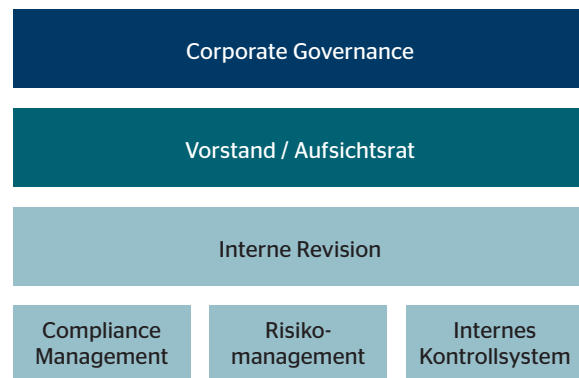 Corporate Governance
Vorstand / Aufsichtsrat
Interne Revision
Compliance
Management
Risiko-
management
Internes
Kontrollsystem